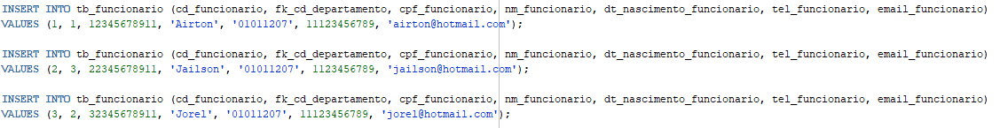 INSERT INTO tb_funcionario (cd_funcionario, fk_cd_departamento, cpf_funcionario, nm_funcionario, dt_nascimento_funcionario, tel_funcionario, email_funcionario)
VALUES (1, 1, 12345678911, 'Airton', '01011207', 11123456789, 'airton@hotmail.com');
INSERT INTO tb_funcionario (cd_funcionario, fk_cd_departamento, cpf_funcionario, nm_funcionario, dt_nascimento_funcionario, tel_funcionario, email_funcionario)
VALUES (2, 3, 22345678911, 'Jailson', '01011207', 1123456789, 'jailson@hotmail.com');
INSERT INTO tb_funcionario (cd_funcionario, fk_cd_departamento, cpf_funcionario, nm_funcionario, dt_nascimento_funcionario, tel_funcionario, email_funcionario)
VALUES (3, 2, 32345678911, 'Jorel', '01011207', 11123456789, 'jorel@hotmail.com');